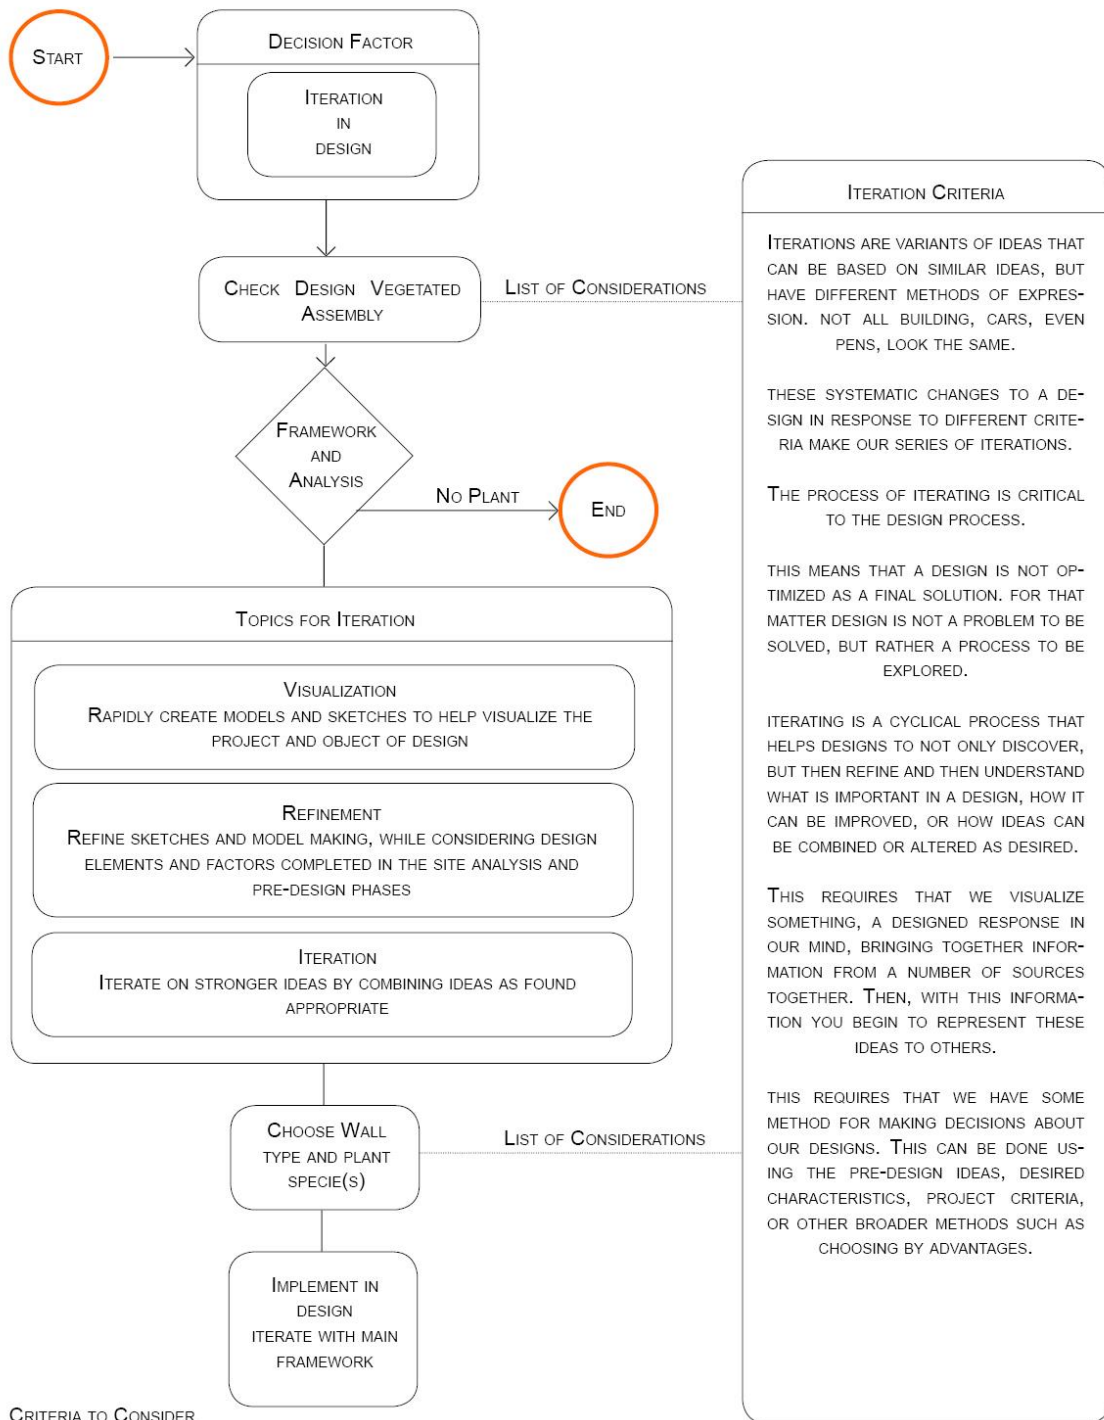 START
DECISION FACTOR
ITERATION
IN
DESIGN
CHECK DESIGN VEGETATED
ASSEMBLY
LIST OF CONSIDERATIONS
FRAMEWORK
AND
ANALYSIS
NO PLANT
END
TOPICS FOR ITERATION
VISUALIZATION
RAPIDLY CREATE MODELS AND SKETCHES TO HELP VISUALIZE THE
PROJECT AND OBJECT OF DESIGN
REFINEMENT
REFINE SKETCHES AND MODEL MAKING, WHILE CONSIDERING DESIGN
ELEMENTS AND FACTORS COMPLETED IN THE SITE ANALYSIS AND
PRE-DESIGN PHASES
ITERATION
ITERATE ON STRONGER IDEAS BY COMBINING IDEAS AS FOUND
APPROPRIATE
CHOOSE WALL
TYPE AND PLANT
SPECIE(S)
LIST OF CONSIDERATIONS
IMPLEMENT IN
DESIGN
ITERATE WITH MAIN
FRAMEWORK
ITERATION CRITERIA
ITERATIONS ARE VARIANTS OF IDEAS THAT
CAN BE BASED ON SIMILAR IDEAS, BUT
HAVE DIFFERENT METHODS OF EXPRES-
SION. NOT ALL BUILDING, CARS, EVEN
PENS, LOOK THE SAME.
THESE SYSTEMATIC CHANGES TO A DE-
SIGN IN RESPONSE TO DIFFERENT CRITE-
RIA MAKE OUR SERIES OF ITERATIONS.
THE PROCESS OF ITERATING IS CRITICAL
TO THE DESIGN PROCESS.
THIS MEANS THAT A DESIGN IS NOT OP-
TIMIZED AS A FINAL SOLUTION. FOR THAT
MATTER DESIGN IS NOT A PROBLEM TO BE
SOLVED, BUT RATHER A PROCESS TO BE
EXPLORED.
ITERATING IS A CYCLICAL PROCESS THAT
HELPS DESIGNS TO NOT ONLY DISCOVER,
BUT THEN REFINE AND THEN UNDERSTAND
WHAT IS IMPORTANT IN A DESIGN, HOW IT
CAN BE IMPROVED, OR HOW IDEAS CAN
BE COMBINED OR ALTERED AS DESIRED.
THIS REQUIRES THAT WE VISUALIZE
SOMETHING, A DESIGNED RESPONSE IN
OUR MIND, BRINGING TOGETHER INFOR-
MATION FROM A NUMBER OF SOURCES
TOGETHER. THEN, WITH THIS INFORMA-
TION YOU BEGIN TO REPRESENT THESE
IDEAS TO OTHERS.
THIS REQUIRES THAT WE HAVE SOME
METHOD FOR MAKING DECISIONS ABOUT
OUR DESIGNS. THIS CAN BE DONE US-
ING THE PRE-DESIGN IDEAS, DESIRED
CHARACTERISTICS, PROJECT CRITERIA,
OR OTHER BROADER METHODS SUCH AS
CHOOSING BY ADVANTAGES.
CRITERIA TO CONSIDER